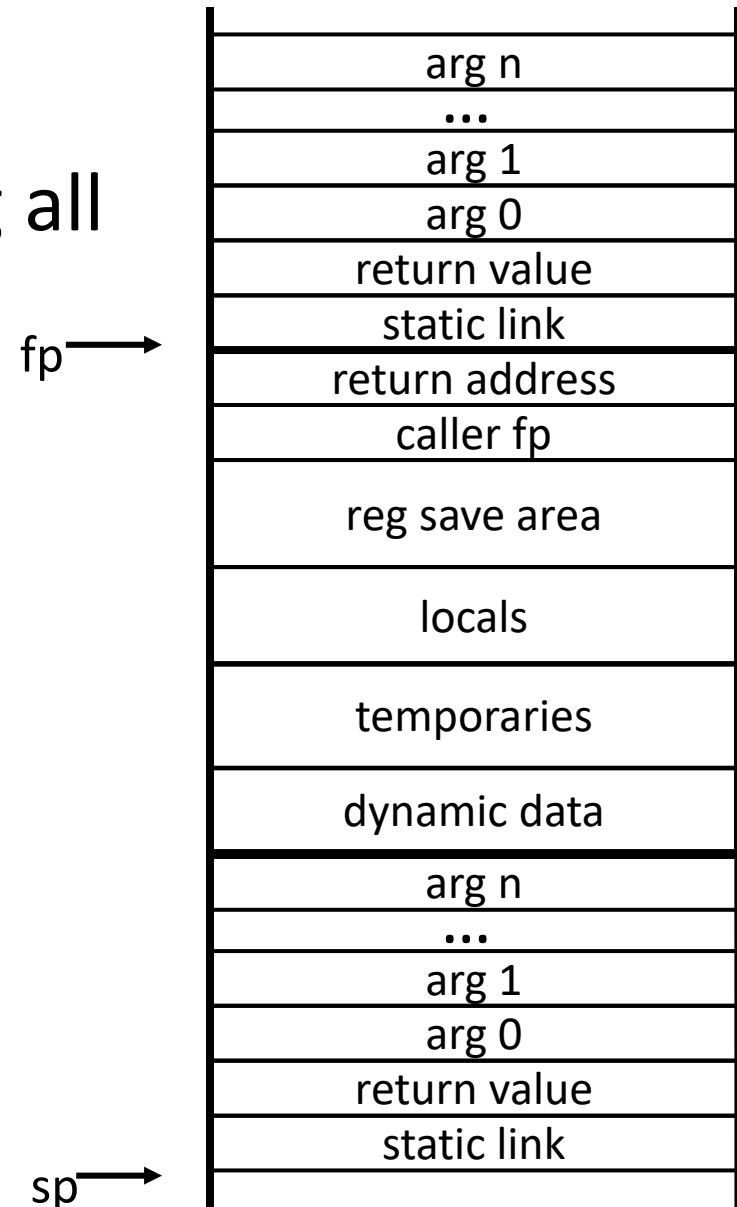 arg n
...
arg 1
all
arg 0
return value
static link
fp
return address
caller fp
reg save area
locals
temporaries
dynamic data
arg n
...
arg 1
arg 0
return value
static link
sp